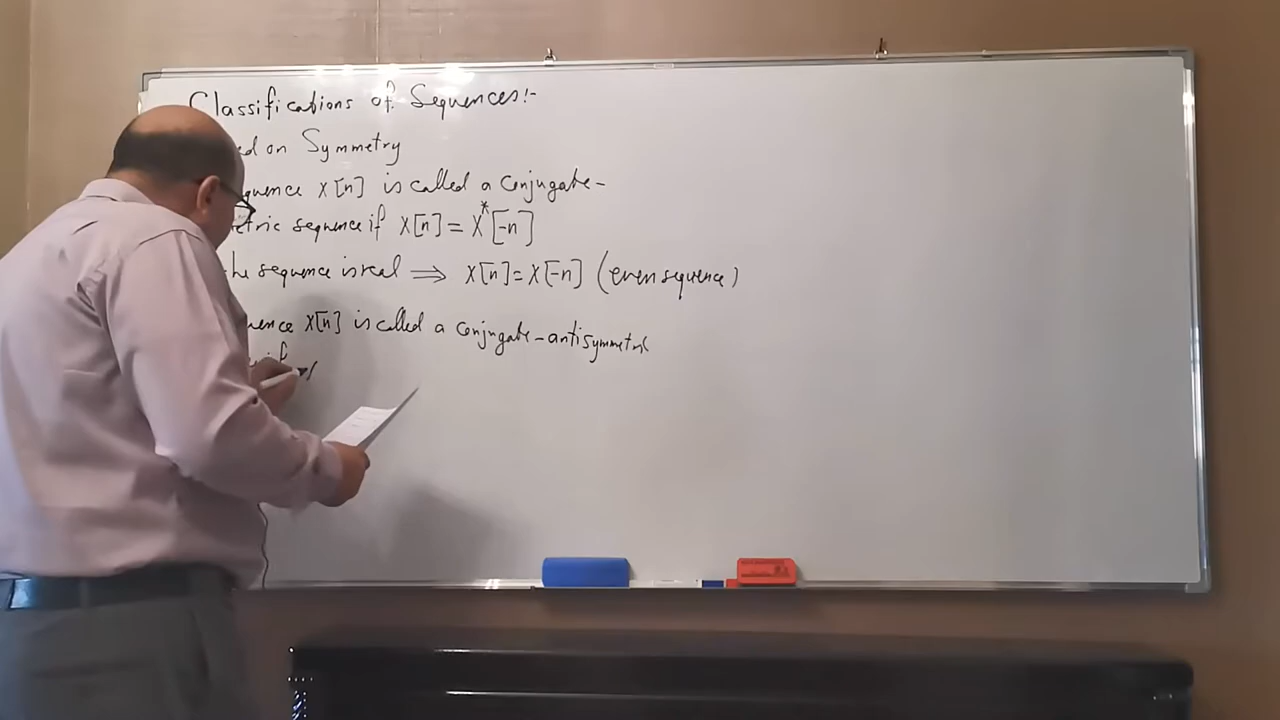 Classifications of Sequences:-
ed on Symmetry
quence x[n] is called a conjugate-
etric sequence if x[n] = x*[-n]
he sequence is real ⟹ x[n] = x[-n] (even sequence)
uence x[n] is called a conjugate-antisymmetric
if